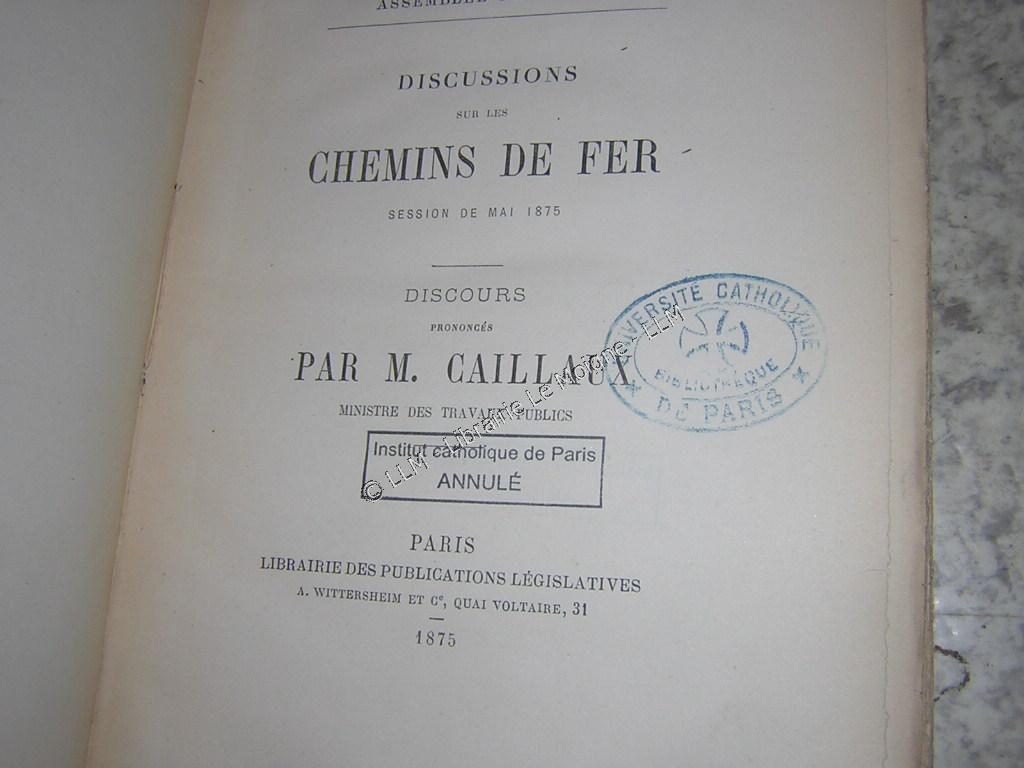 ASSEMBLÉE
DISCUSSIONS
SUR LES
CHEMINS DE FER
SESSION DE MAI 1875
DISCOURS
PRONONCÉS
PAR M. CAILLAUX
MINISTRE DES TRAVAUX PUBLICS
UNIVERSITÉ CATHOLIQUE
BIBLIOTHÈQUE
DE PARIS
Institut catholique de Paris
ANNULÉ
PARIS
LIBRAIRIE DES PUBLICATIONS LÉGISLATIVES
A. WITTERSHEIM ET Cᵉ, QUAI VOLTAIRE, 31
1875
© LLM - Librairie Le Moigne - LLM